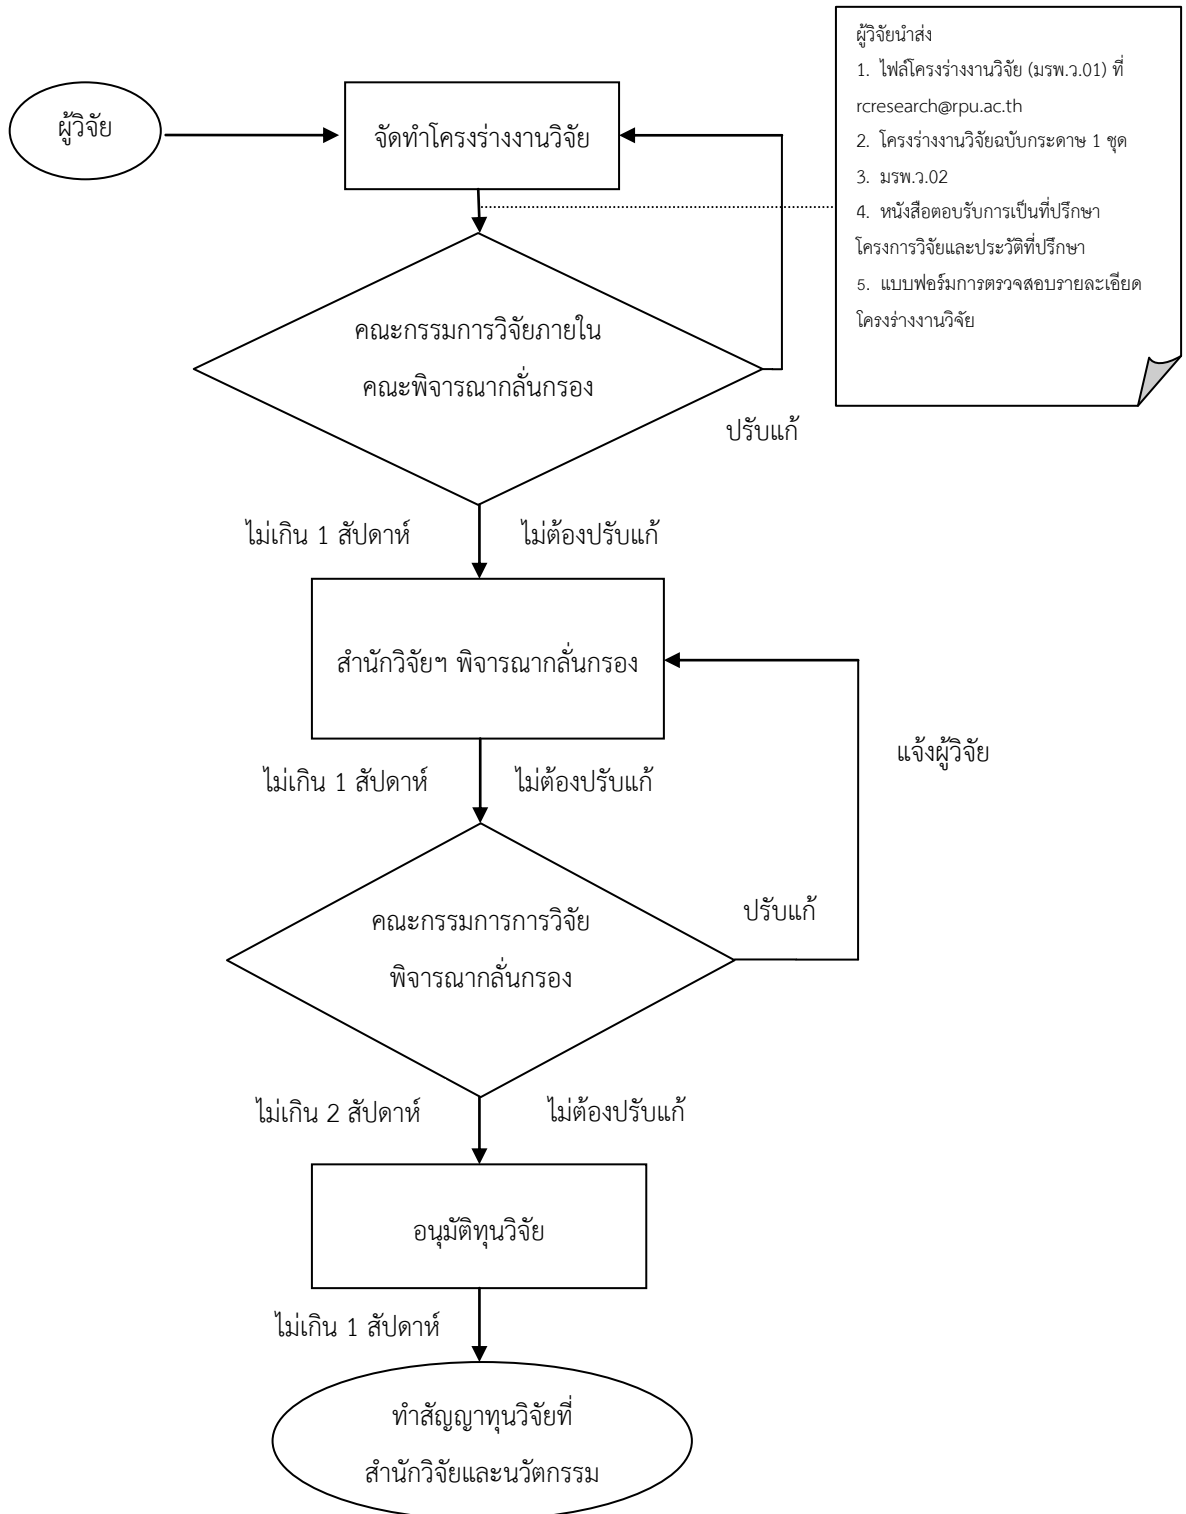 ผู้วิจัยนำส่ง
1. ไฟล์โครงร่างงานวิจัย (มรพ.ว.01) ที่
rcresearch@rpu.ac.th
2. โครงร่างงานวิจัยฉบับกระดาษ 1 ชุด
3. มรพ.ว.02
4. หนังสือตอบรับการเป็นที่ปรึกษา
โครงการวิจัยและประวัติที่ปรึกษา
5. แบบฟอร์มการตรวจสอบรายละเอียด
โครงร่างงานวิจัย
ผู้วิจัย
จัดทำโครงร่างงานวิจัย
คณะกรรมการวิจัยภายใน
คณะพิจารณากลั่นกรอง
ปรับแก้
ไม่เกิน 1 สัปดาห์
ไม่ต้องปรับแก้
สำนักวิจัยฯ พิจารณากลั่นกรอง
แจ้งผู้วิจัย
ไม่เกิน 1 สัปดาห์
ไม่ต้องปรับแก้
คณะกรรมการการวิจัย
พิจารณากลั่นกรอง
ปรับแก้
ไม่เกิน 2 สัปดาห์
ไม่ต้องปรับแก้
อนุมัติทุนวิจัย
ไม่เกิน 1 สัปดาห์
ทำสัญญาทุนวิจัยที่
สำนักวิจัยและนวัตกรรม